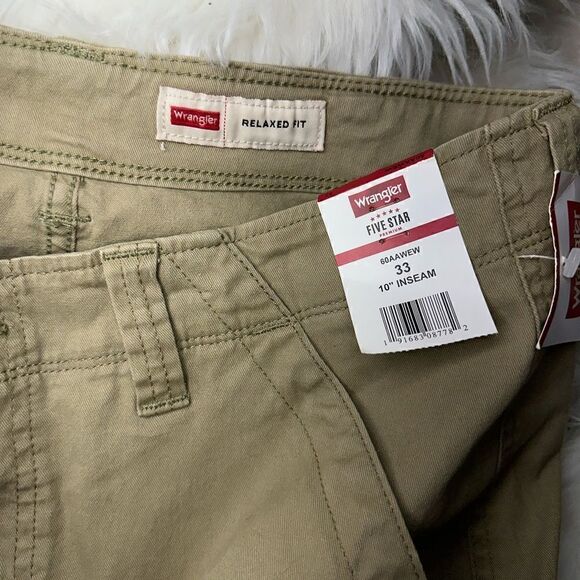 Wrangler
RELAXED FIT
Wrangler
FIVE STAR
PREMIUM
60AAWEW
33
10" INSEAM
1 91683 08778 2